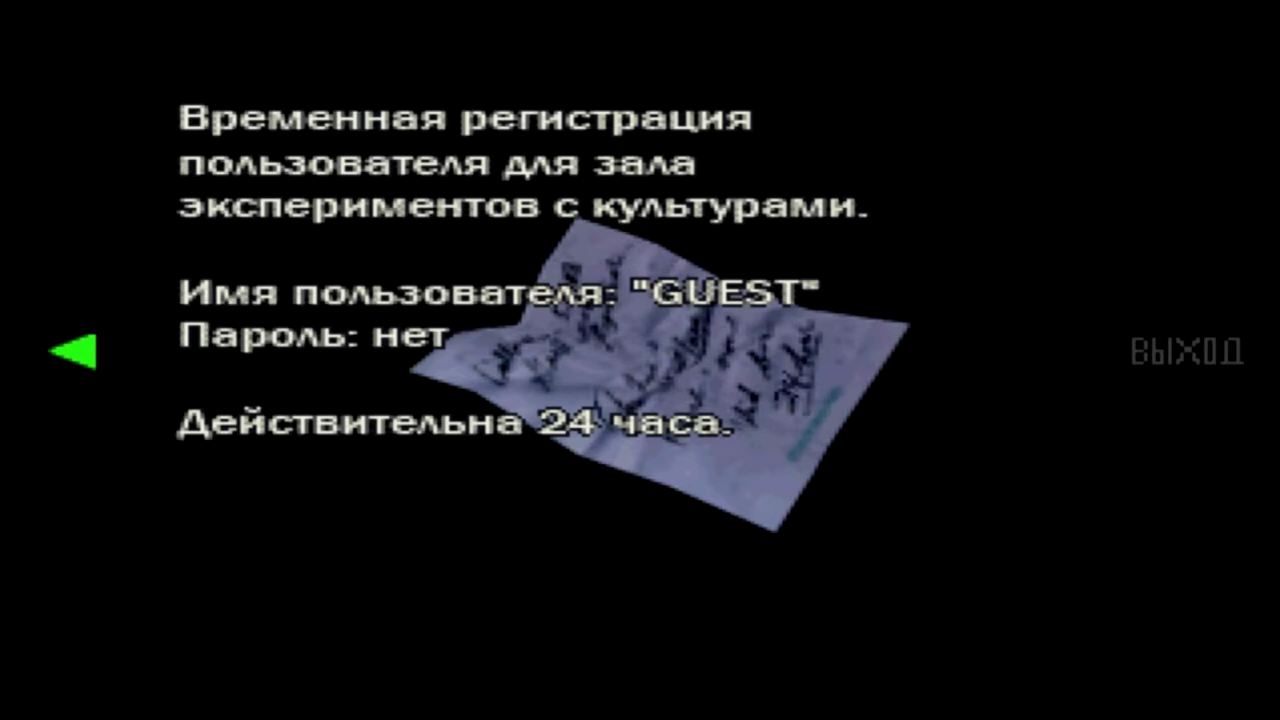 Временная регистрация
пользователя для зала
экспериментов с культурами.
Имя пользователя: "GUEST"
Пароль: нет
ВЫХОД
Действительна 24 часа.